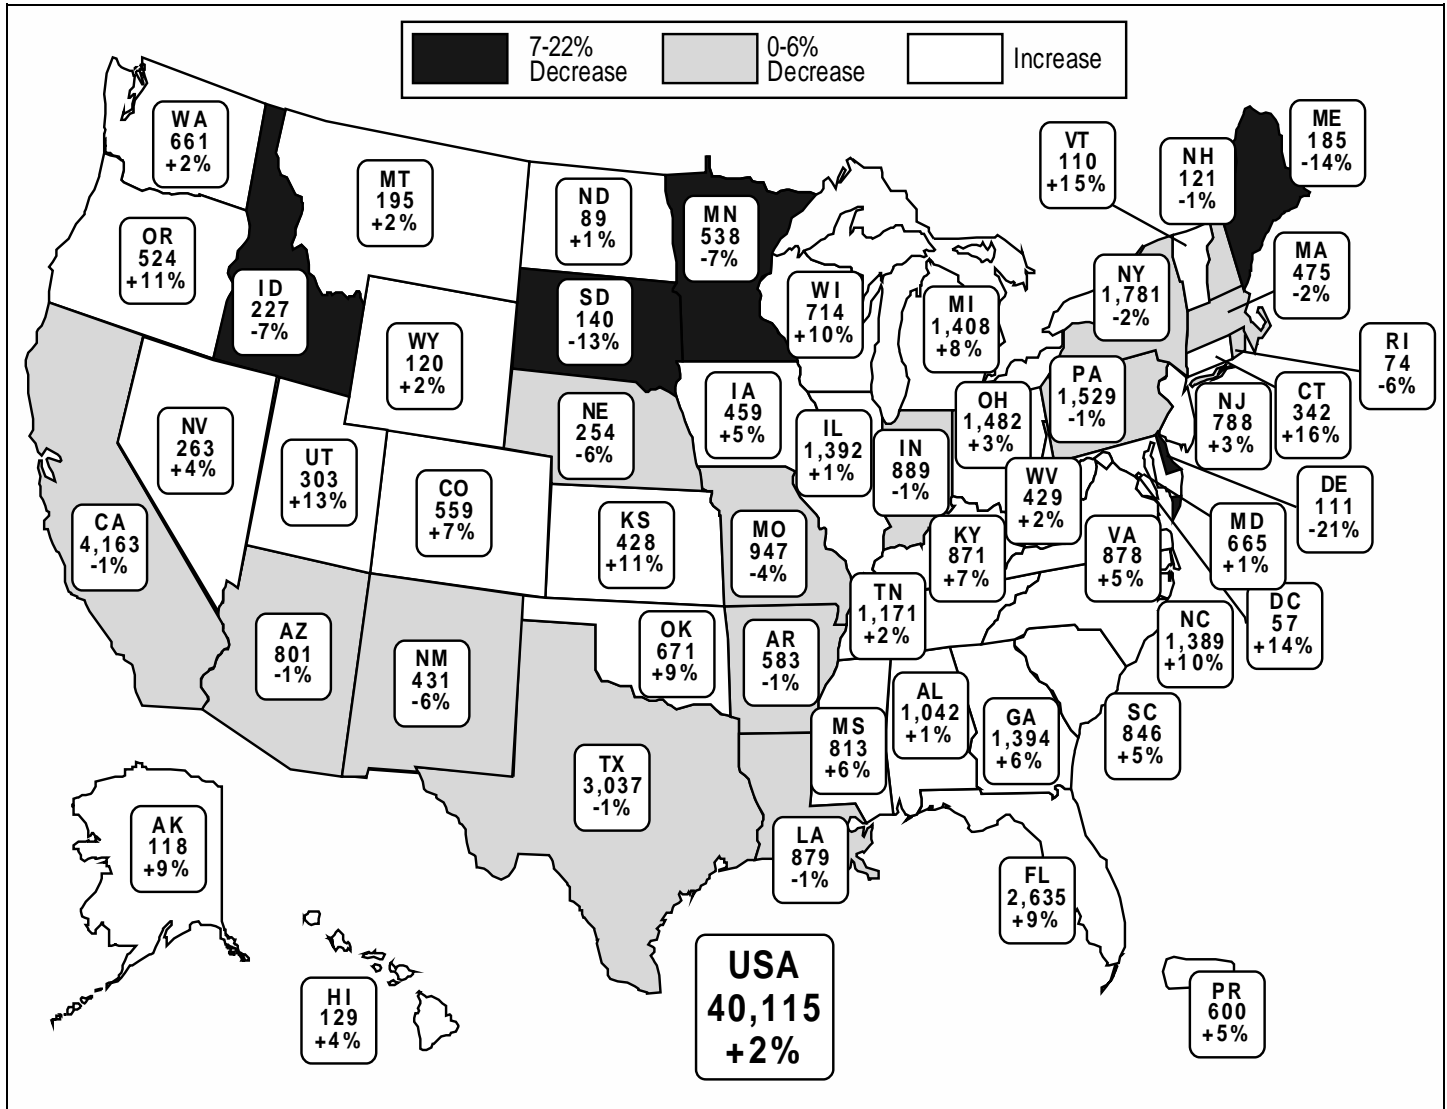 7-22%
Decrease
0-6%
Decrease
Increase
WA
661
+2%
MT
195
+2%
ND
89
+1%
MN
538
-7%
VT
110
+15%
NH
121
-1%
ME
185
-14%
OR
524
+11%
ID
227
-7%
WY
120
+2%
SD
140
-13%
WI
714
+10%
MI
1,408
+8%
NY
1,781
-2%
MA
475
-2%
RI
74
-6%
NV
263
+4%
UT
303
+13%
CO
559
+7%
NE
254
-6%
IA
459
+5%
IL
1,392
+1%
IN
889
-1%
OH
1,482
+3%
PA
1,529
-1%
NJ
788
+3%
CT
342
+16%
CA
4,163
-1%
KS
428
+11%
MO
947
-4%
KY
871
+7%
WV
429
+2%
VA
878
+5%
MD
665
+1%
DE
111
-21%
AZ
801
-1%
NM
431
-6%
OK
671
+9%
AR
583
-1%
TN
1,171
+2%
NC
1,389
+10%
DC
57
+14%
TX
3,037
-1%
MS
813
+6%
AL
1,042
+1%
GA
1,394
+6%
SC
846
+5%
AK
118
+9%
LA
879
-1%
FL
2,635
+9%
HI
129
+4%
USA
40,115
+2%
PR
600
+5%